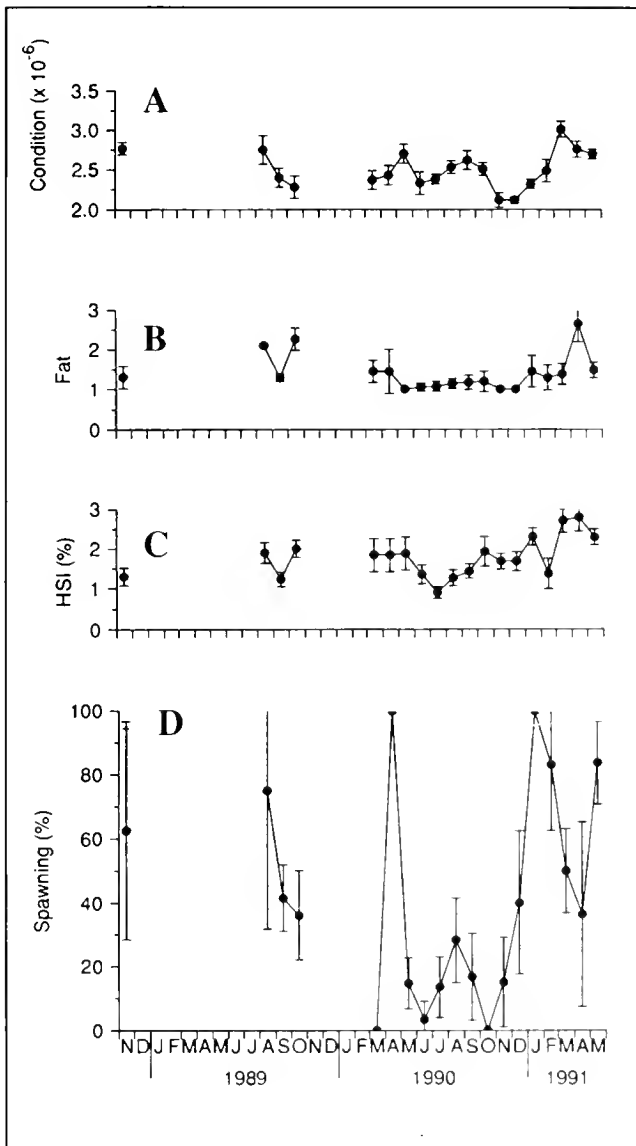 A
Condition (x 10⁻⁶)
3.5
3.0
2.5
2.0
B
Fat
3
2
1
0
C
HSI (%)
3
2
1
0
D
Spawning (%)
100
80
60
40
20
0
N D J F M A M J J A S O N D J F M A M J J A S O N D J F M A M
1989 1990 1991